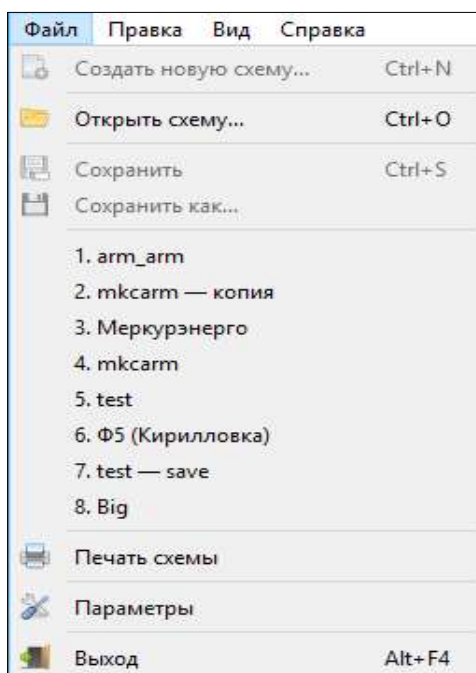 Файл Правка Вид Справка
Создать новую схему... Ctrl+N
Открыть схему... Ctrl+O
Сохранить Ctrl+S
Сохранить как...
1. arm_arm
2. mkcarm — копия
3. Меркурэнерго
4. mkcarm
5. test
6. Ф5 (Кирилловка)
7. test — save
8. Big
Печать схемы
Параметры
Выход Alt+F4